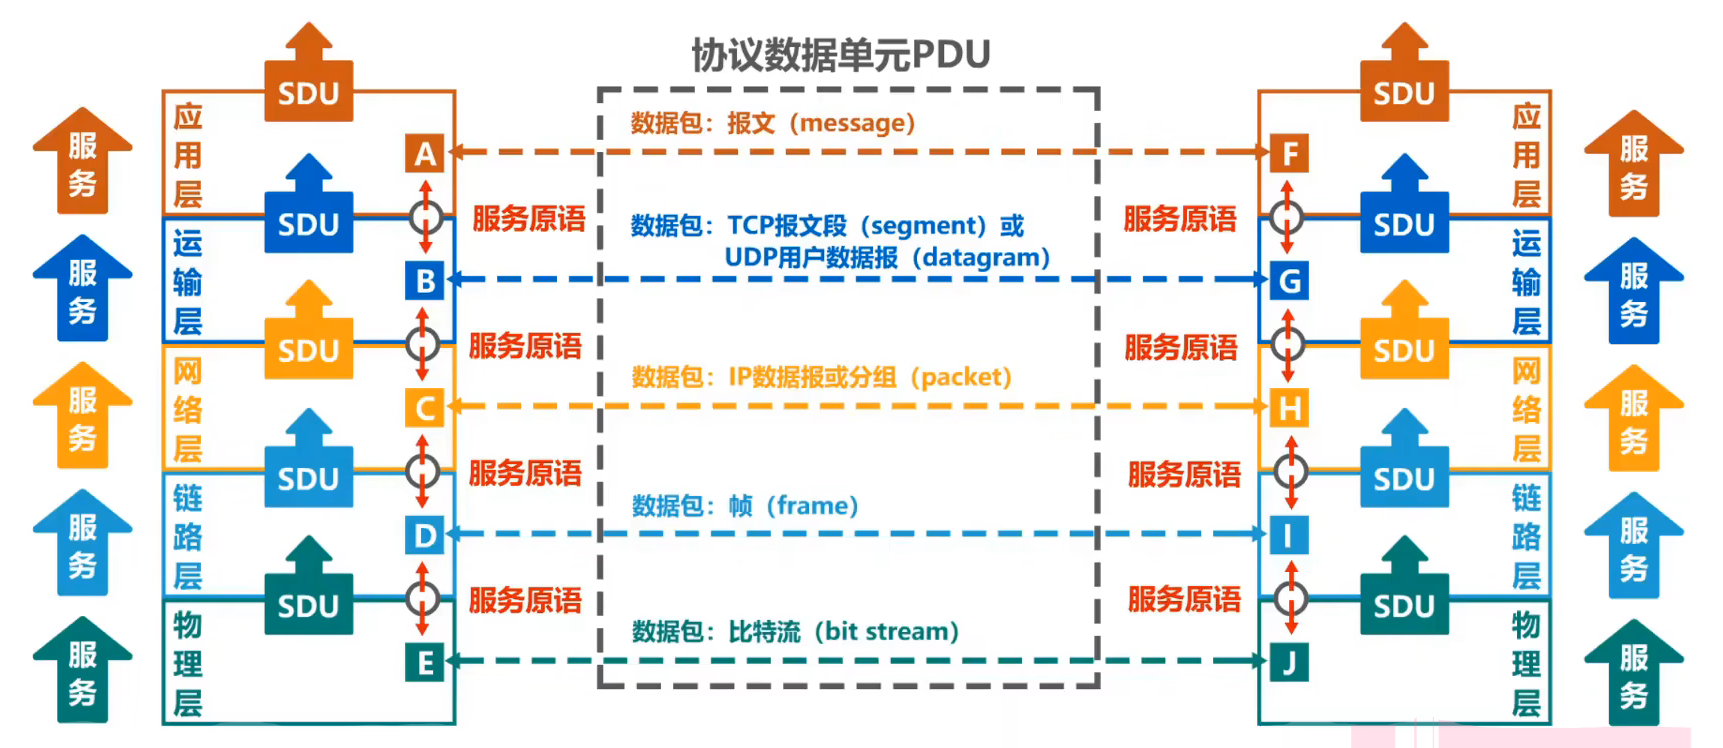 协议数据单元PDU
SDU
SDU
应用层
应用层
服务
服务
数据包：报文（message）
A
F
服务原语
服务原语
SDU
SDU
运输层
运输层
服务
服务
数据包：TCP报文段（segment）或
UDP用户数据报（datagram）
B
G
服务原语
服务原语
SDU
SDU
网络层
网络层
服务
服务
数据包：IP数据报或分组（packet）
C
H
服务原语
服务原语
SDU
SDU
链路层
链路层
服务
服务
数据包：帧（frame）
D
I
服务原语
服务原语
SDU
SDU
物理层
物理层
服务
服务
数据包：比特流（bit stream）
E
J